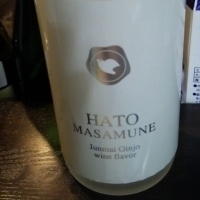 HATO
MASAMUNE
Junmai Ginjo
wine flavor